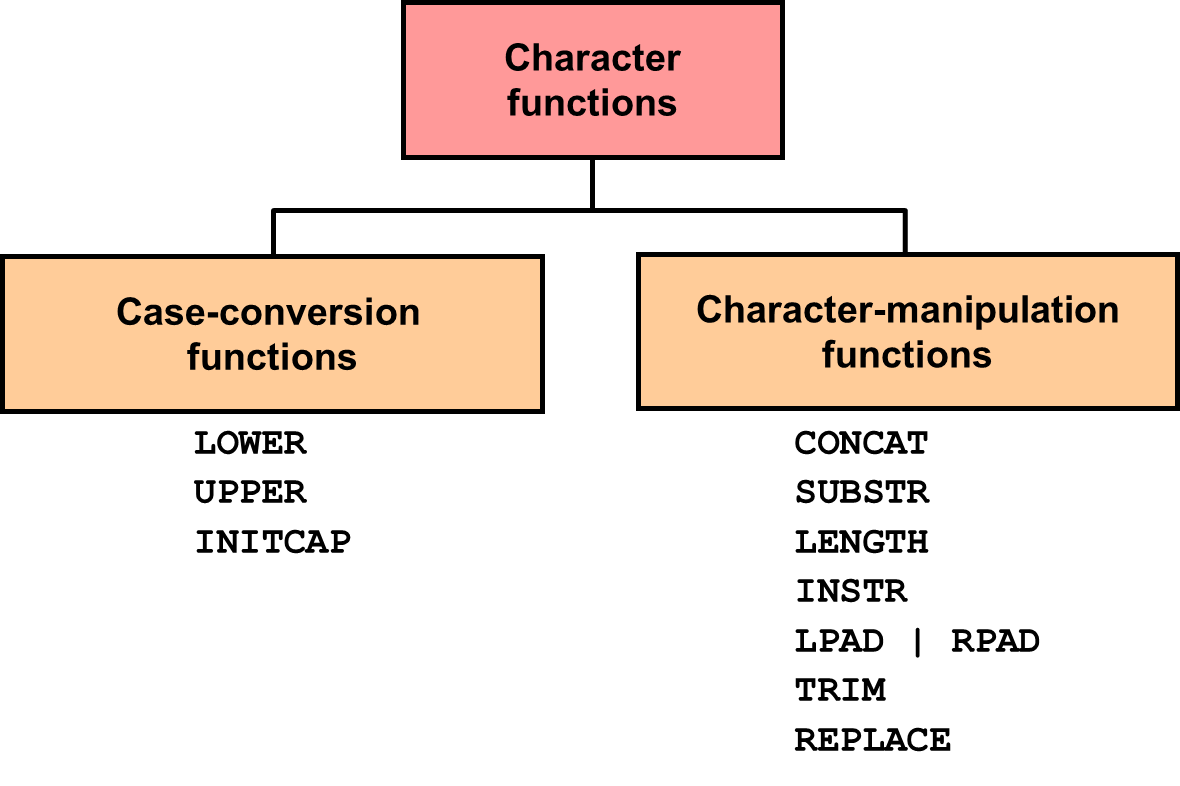 Character
functions
Case-conversion
functions
LOWER
UPPER
INITCAP
Character-manipulation
functions
CONCAT
SUBSTR
LENGTH
INSTR
LPAD | RPAD
TRIM
REPLACE